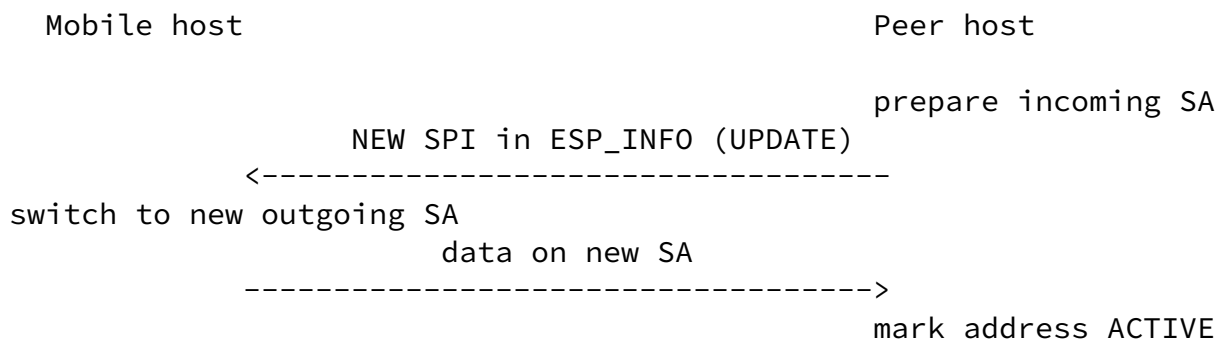 Mobile host                                   Peer host
prepare incoming SA
NEW SPI in ESP_INFO (UPDATE)
<-----------------------------------
switch to new outgoing SA
data on new SA
----------------------------------->
mark address ACTIVE